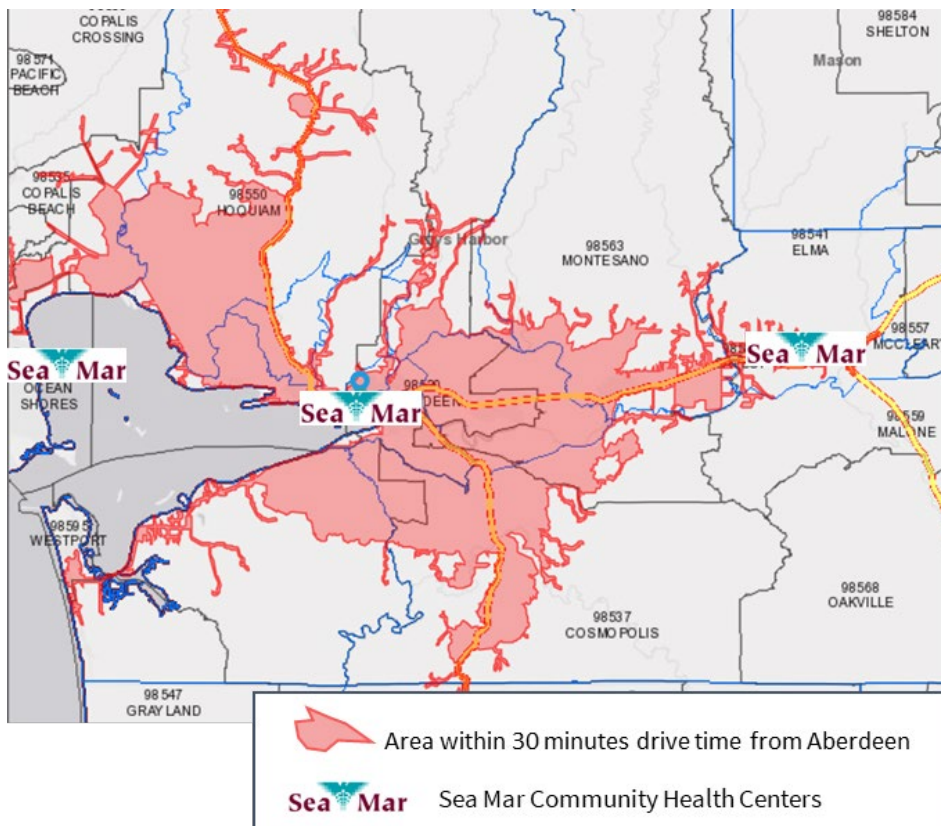 COPALIS
CROSSING
98584
SHELTON
Mason
98571
PACIFIC
BEACH
98535
COPALIS
BEACH
98550
HOQUIAM
Grays Harbor
98563
MONTESANO
98541
ELMA
98557
MCCLEARY
Sea Mar
Sea Mar
OCEAN
SHORES
Sea Mar
98559
MALONE
98595
WESTPORT
98568
OAKVILLE
98537
COSMOPOLIS
98547
GRAYLAND
Area within 30 minutes drive time from Aberdeen
Sea Mar Sea Mar Community Health Centers